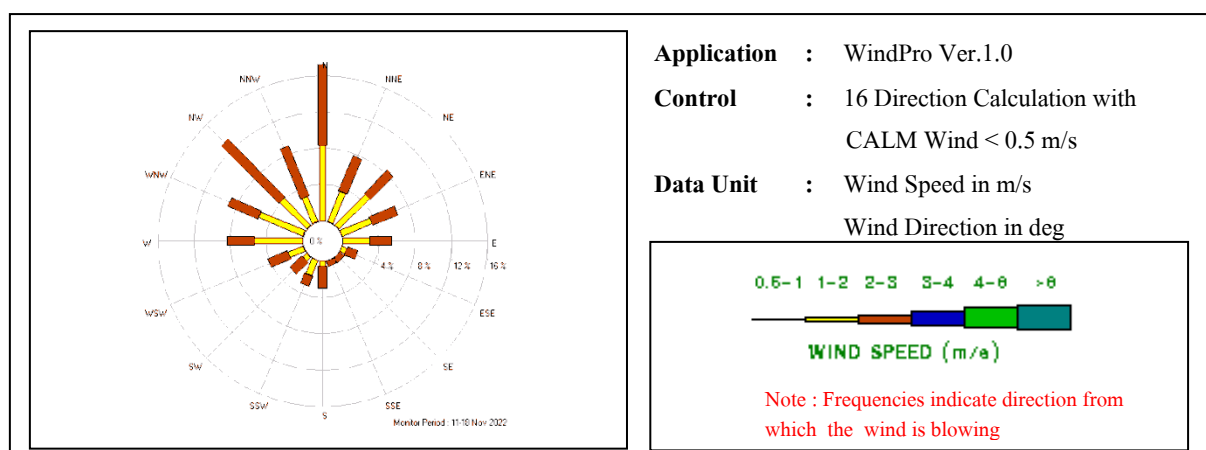 N
NNW
NNE
NW
NE
WNW
ENE
W
0 %
E
4 %
8 %
12 %
16 %
WSW
ESE
SW
SE
SSW
SSE
S
Monitor Period : 11-18 Nov 2022
Application : WindPro Ver.1.0
Control : 16 Direction Calculation with
CALM Wind < 0.5 m/s
Data Unit : Wind Speed in m/s
Wind Direction in deg
0.5-1 1-2 2-3 3-4 4-6 >6
WIND SPEED (m/s)
Note : Frequencies indicate direction from
which the wind is blowing